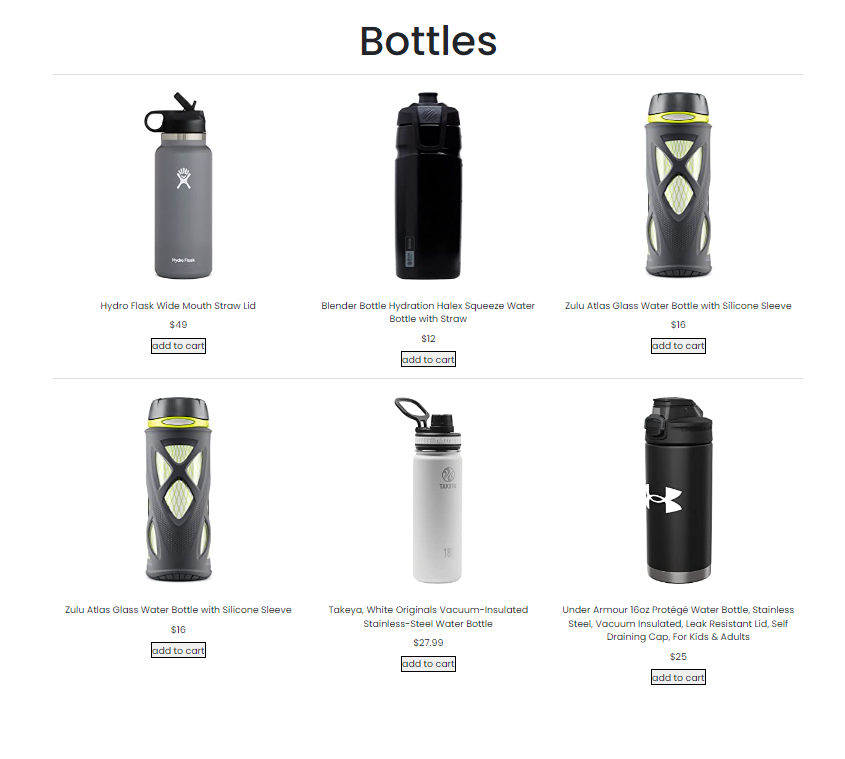 Bottles
Hydro Flask
Hydro Flask Wide Mouth Straw Lid
$49
add to cart
Blender Bottle Hydration Halex Squeeze Water
Bottle with Straw
$12
add to cart
Zulu Atlas Glass Water Bottle with Silicone Sleeve
$16
add to cart
TAKEYA
18
Zulu Atlas Glass Water Bottle with Silicone Sleeve
$16
add to cart
Takeya, White Originals Vacuum-Insulated
Stainless-Steel Water Bottle
$27.99
add to cart
Under Armour 16oz Protégé Water Bottle, Stainless
Steel, Vacuum Insulated, Leak Resistant Lid, Self
Draining Cap, For Kids & Adults
$25
add to cart